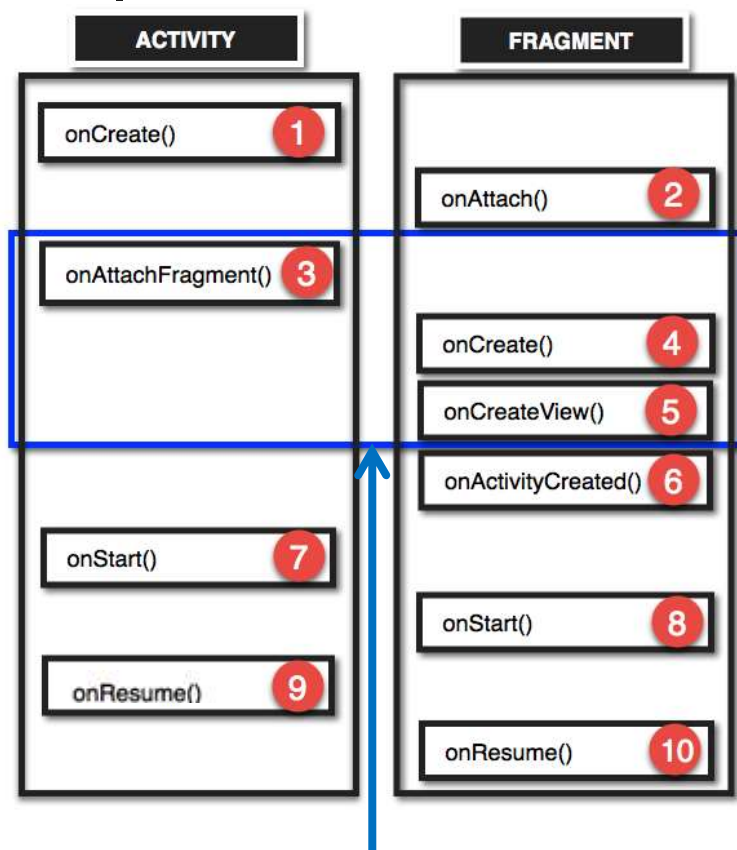 ACTIVITY
FRAGMENT
onCreate() 1
onAttach() 2
onAttachFragment() 3
onCreate() 4
onCreateView() 5
onActivityCreated() 6
onStart() 7
onStart() 8
onResume() 9
onResume() 10